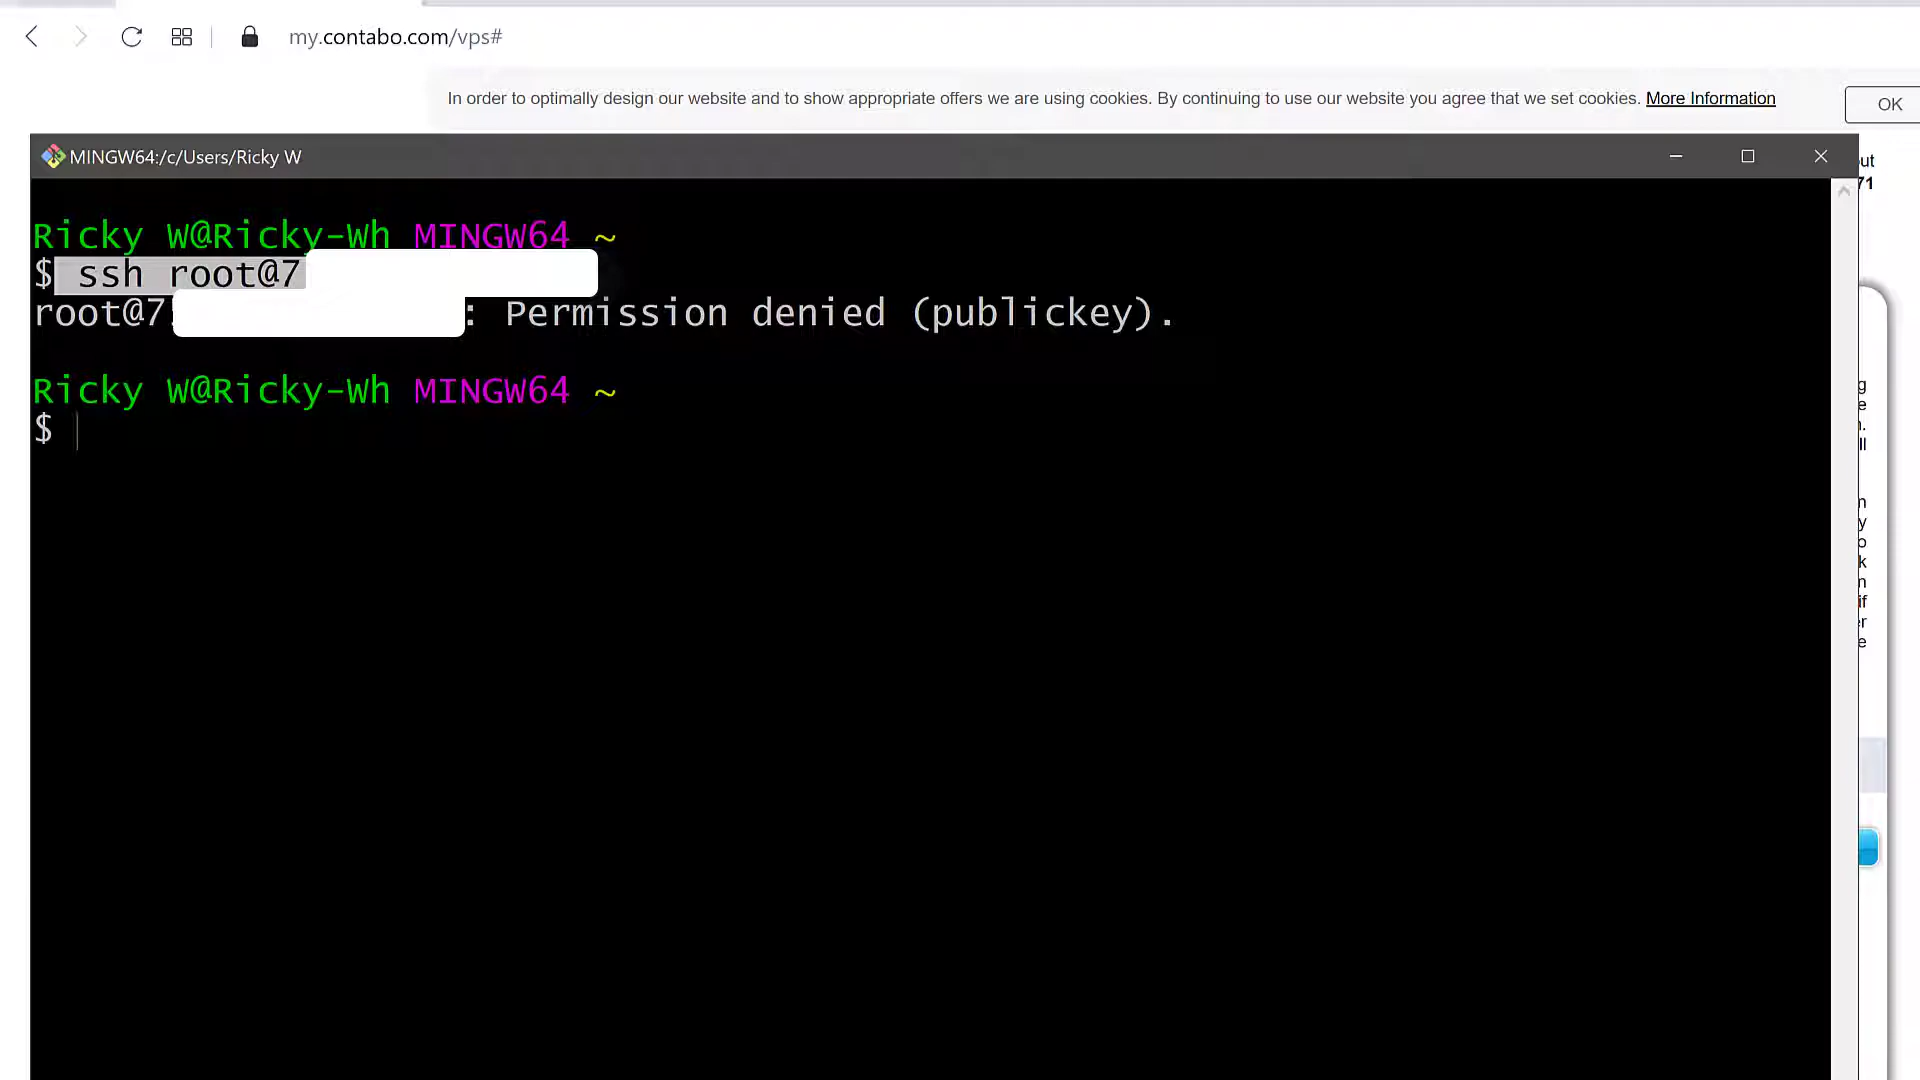 my.contabo.com/vps#
In order to optimally design our website and to show appropriate offers we are using cookies. By continuing to use our website you agree that we set cookies. More Information
OK
MINGW64:/c/Users/Ricky W
Ricky W@Ricky-Wh MINGW64 ~
$ ssh root@7
root@7 : Permission denied (publickey).
Ricky W@Ricky-Wh MINGW64 ~
$